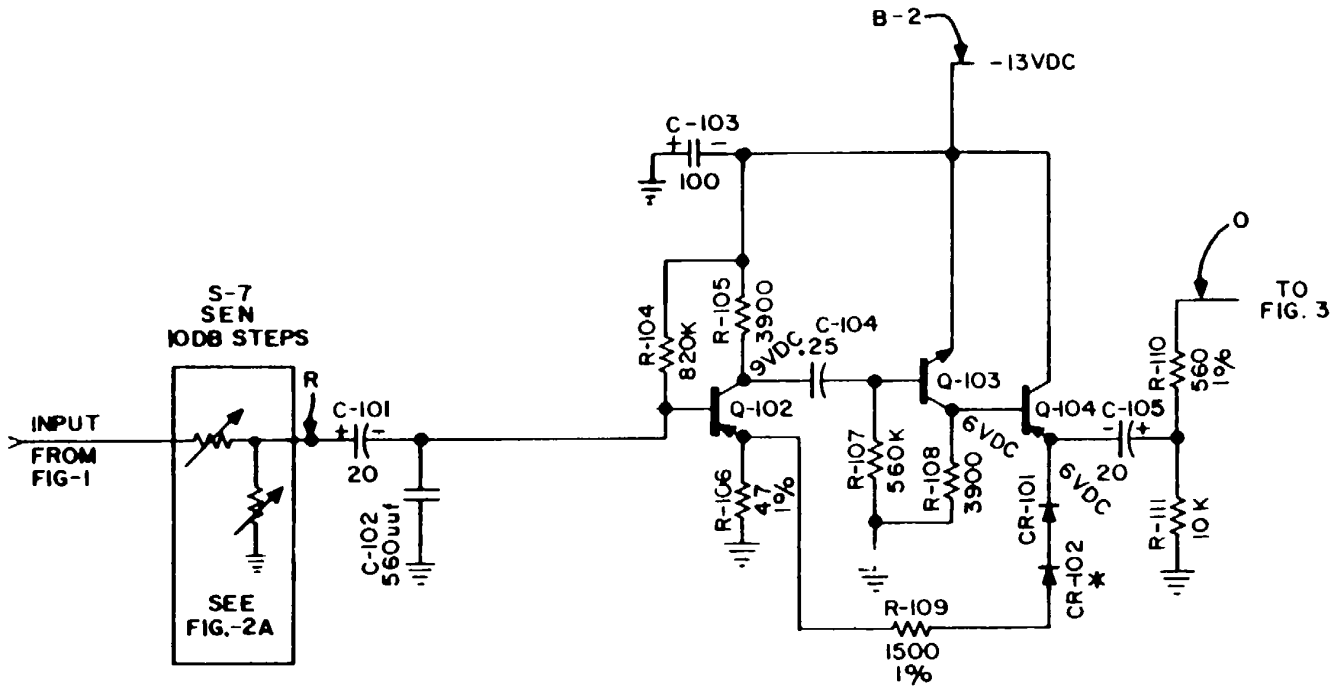 B-2
-13VDC
C-103
+ -
100
O
TO
FIG. 3
S-7
SEN
10DB STEPS
R
C-101
+ -
20
INPUT
FROM
FIG-1
C-102
560uuf
SEE
FIG.-2A
R-104
820K
R-105
3900
9VDC
C-104
.25
Q-102
R-106
47
1%
R-107
560K
Q-103
R-108
3900
6VDC
Q-104
C-105
- +
20
6VDC
CR-101
CR-102
*
R-109
1500
1%
R-110
560
1%
R-111
10K